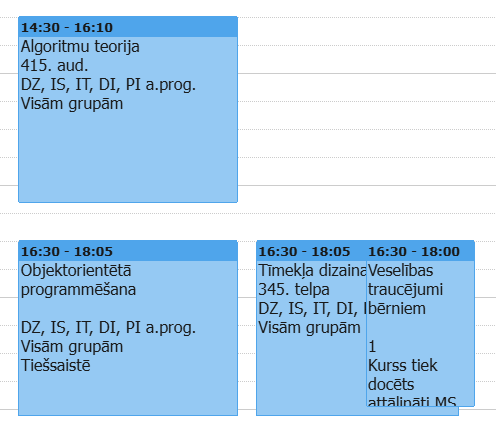 14:30 - 16:10
Algoritmu teorija
415. aud.
DZ, IS, IT, DI, PI a.prog.
Visām grupām
16:30 - 18:05
Objektorientētā
programmēšana
DZ, IS, IT, DI, PI a.prog.
Visām grupām
Tiešsaistē
16:30 - 18:05
Tīmekļa dizaina
345. telpa
DZ, IS, IT, DI,
Visām grupām
16:30 - 18:00
Veselības
traucējumi
bērniem
1
Kurss tiek
docēts
attālināti MS